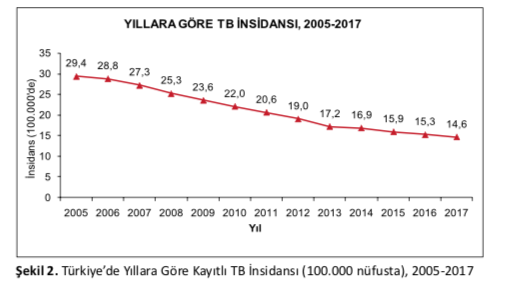 YILLARA GÖRE TB İNSİDANSI, 2005-2017
35
30
25
20
15
10
5
0
İnsidans (100.000'de)
29,4 28,8 27,3 25,3 23,6 22,0 20,6 19,0 17,2 16,9 15,9 15,3 14,6
2005 2006 2007 2008 2009 2010 2011 2012 2013 2014 2015 2016 2017
Yıl
Şekil 2. Türkiye’de Yıllara Göre Kayıtlı TB İnsidansı (100.000 nüfusta), 2005-2017